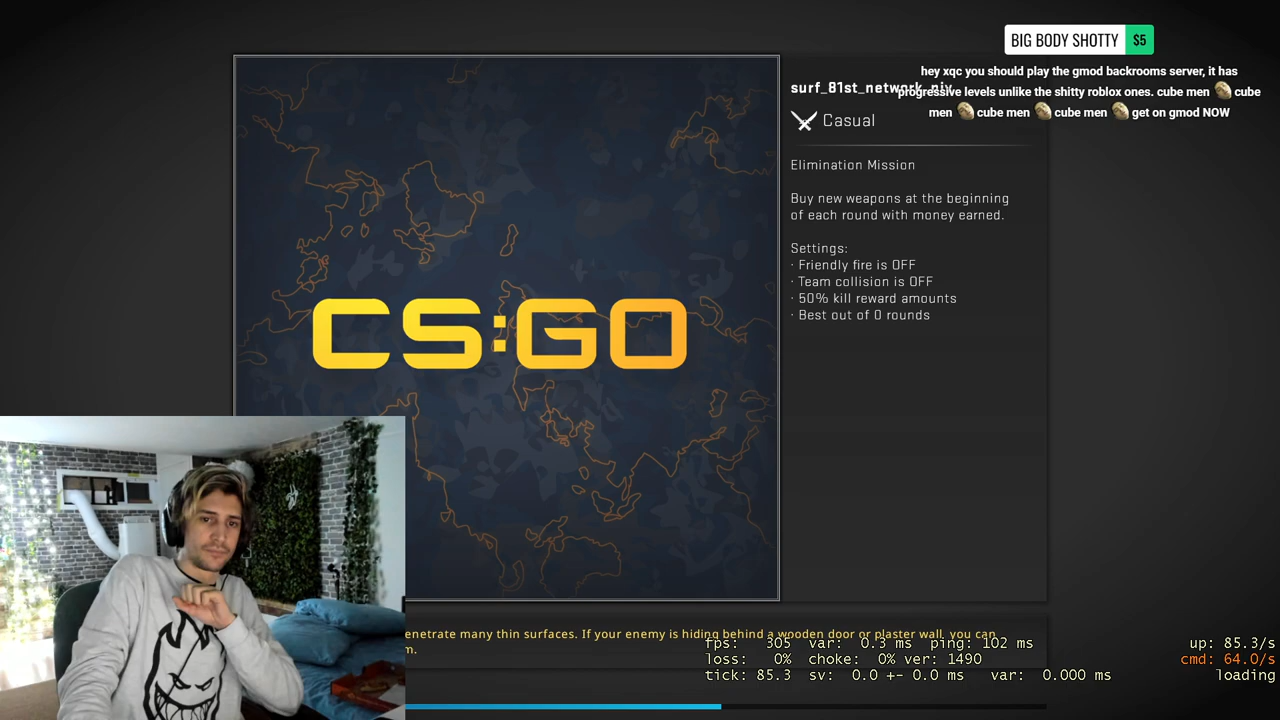 BIG BODY SHOTTY $5
hey xqc you should play the gmod backrooms server, it has
progressive levels unlike the shitty roblox ones. cube men cube
men cube men cube men get on gmod NOW
surf_81st_network_niv
Casual
Elimination Mission
Buy new weapons at the beginning
of each round with money earned.
Settings:
· Friendly fire is OFF
· Team collision is OFF
· 50% kill reward amounts
· Best out of 0 rounds
CS:GO
enetrate many thin surfaces. If your enemy is hiding behind a wooden door or plaster wall, you can
m.
fps: 305 var: 0.3 ms ping: 102 ms
loss: 0% choke: 0% ver: 1490
tick: 85.3 sv: 0.0 +- 0.0 ms var: 0.000 ms
up: 85.3/s
cmd: 64.0/s
loading